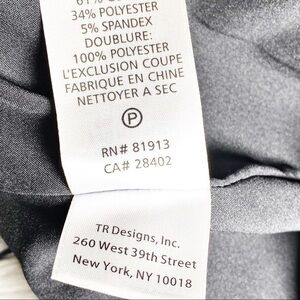 34% POLYESTER
5% SPANDEX
DOUBLURE:
100% POLYESTER
L'EXCLUSION COUPE
FABRIQUE EN CHINE
NETTOYER A SEC
P
RN# 81913
CA# 28402
TR Designs, Inc.
260 West 39th Street
New York, NY 10018